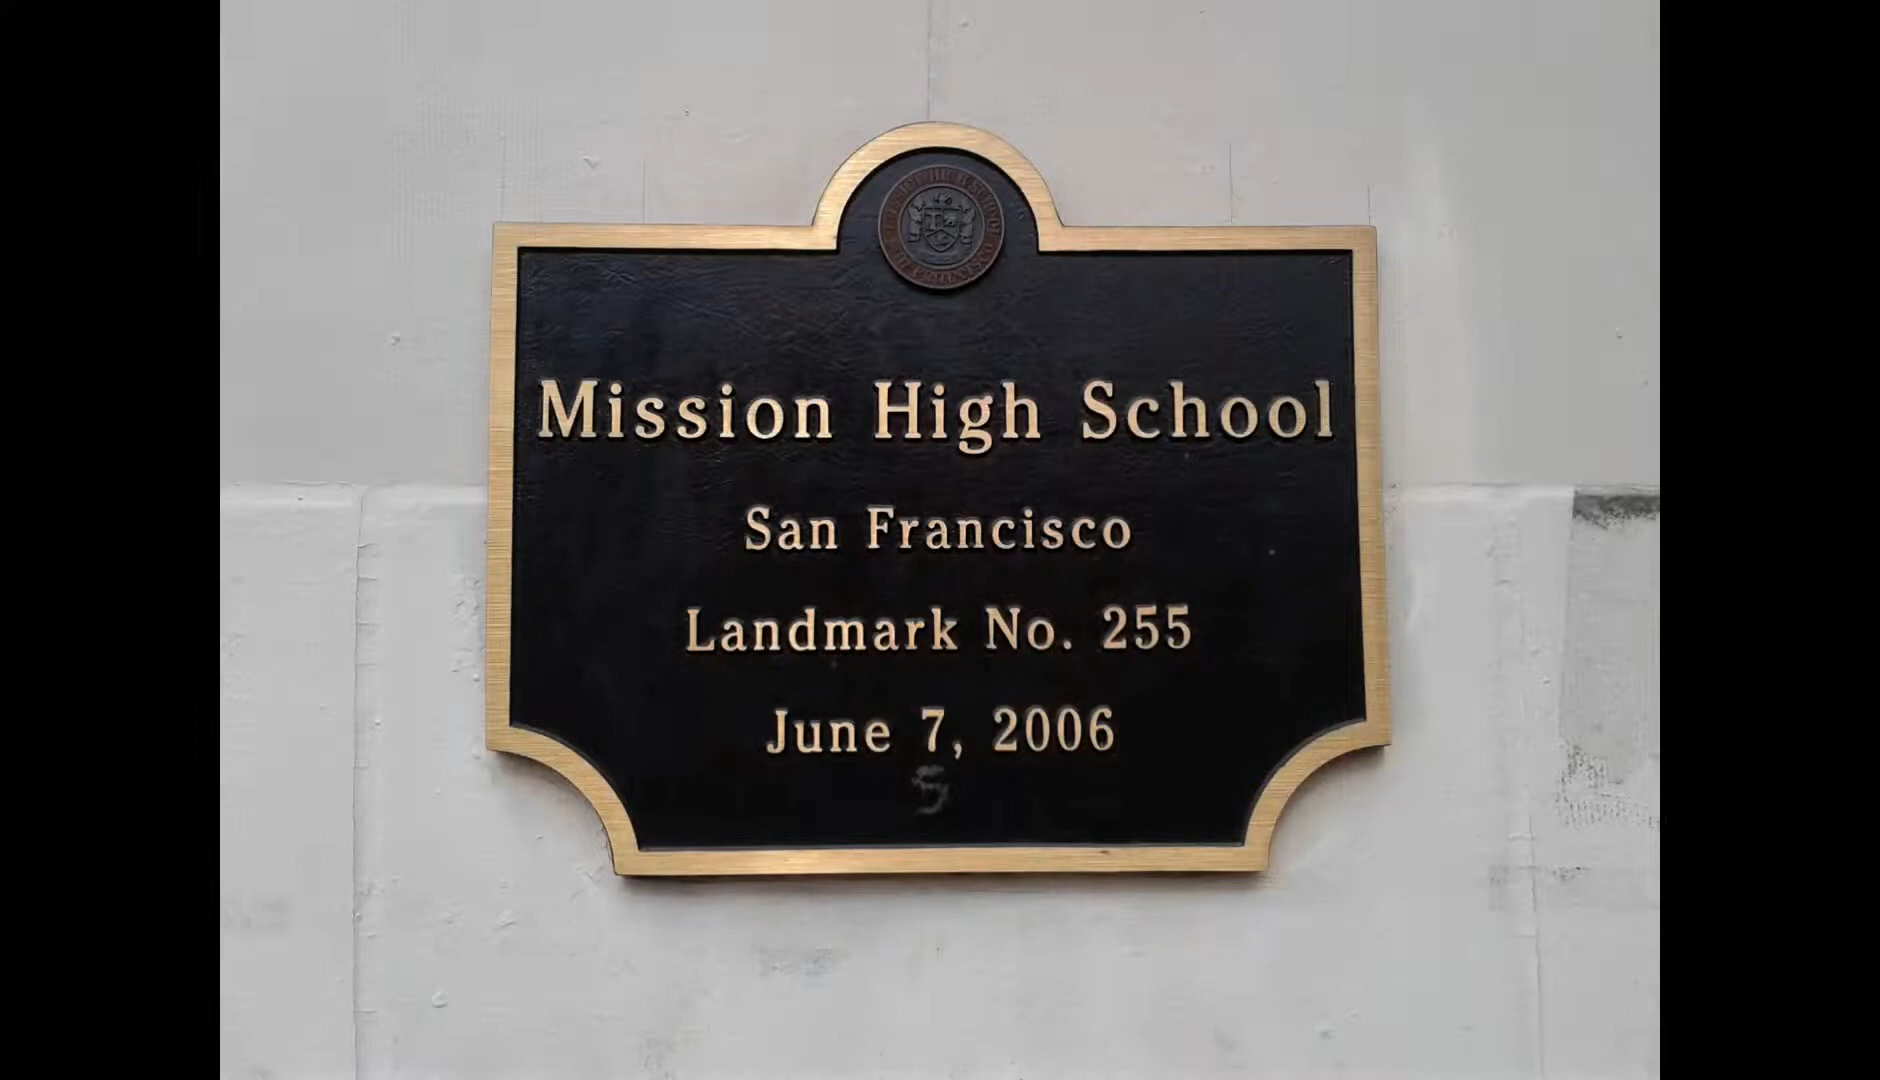 Mission High School
San Francisco
Landmark No. 255
June 7, 2006